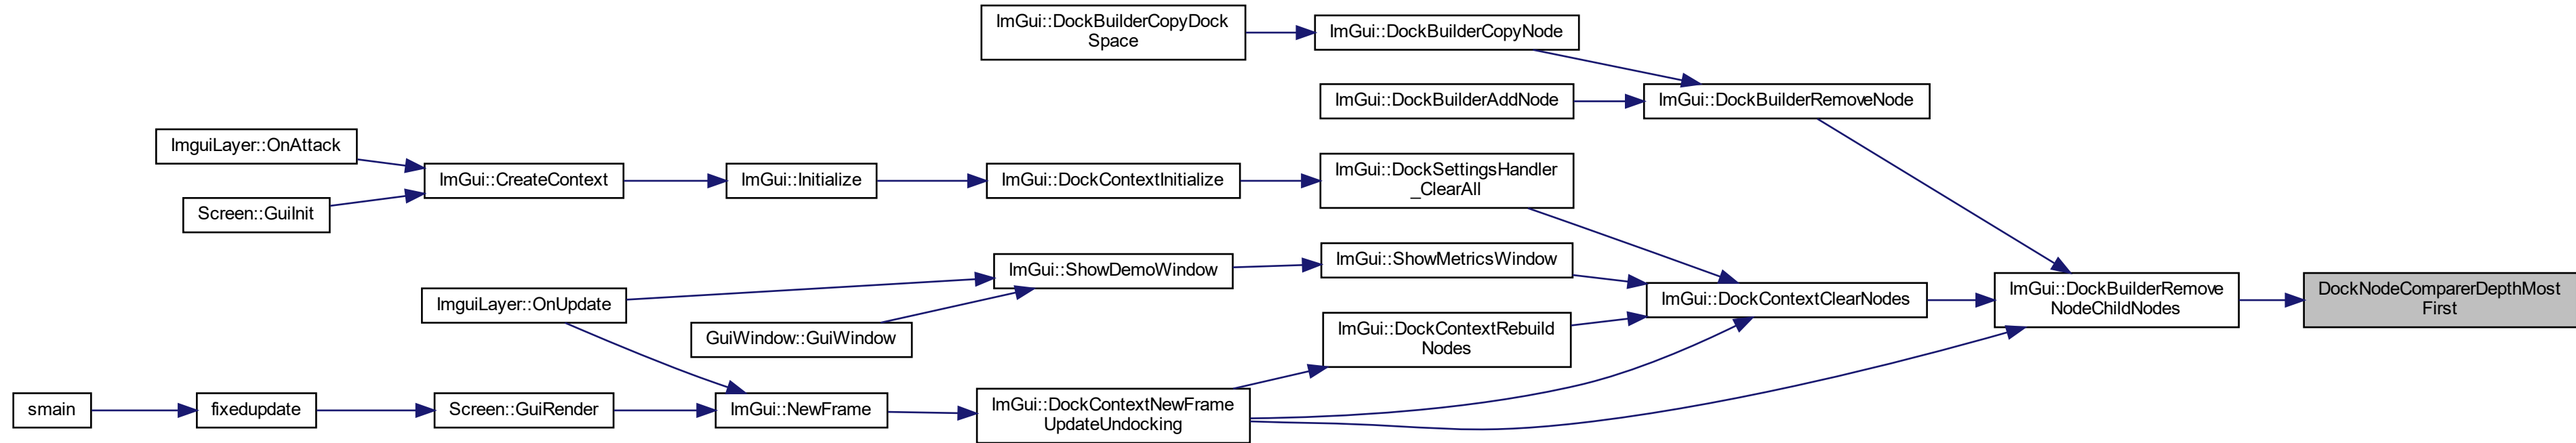 ImGui::DockBuilderCopyDock
Space
ImGui::DockBuilderCopyNode
ImGui::DockBuilderAddNode
ImGui::DockBuilderRemoveNode
ImguiLayer::OnAttack
ImGui::CreateContext
ImGui::Initialize
ImGui::DockContextInitialize
ImGui::DockSettingsHandler
_ClearAll
Screen::GuiInit
ImGui::ShowDemoWindow
ImGui::ShowMetricsWindow
ImguiLayer::OnUpdate
GuiWindow::GuiWindow
ImGui::DockContextRebuild
Nodes
ImGui::DockContextClearNodes
ImGui::DockBuilderRemove
NodeChildNodes
DockNodeComparerDepthMost
First
smain
fixedupdate
Screen::GuiRender
ImGui::NewFrame
ImGui::DockContextNewFrame
UpdateUndocking